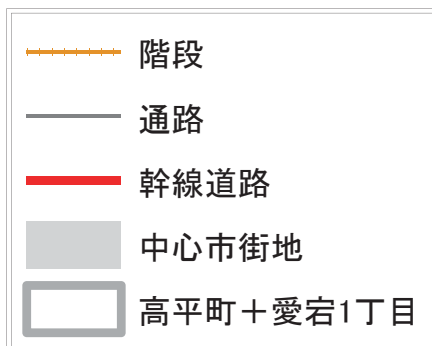 階段
通路
幹線道路
中心市街地
高平町＋愛宕1丁目